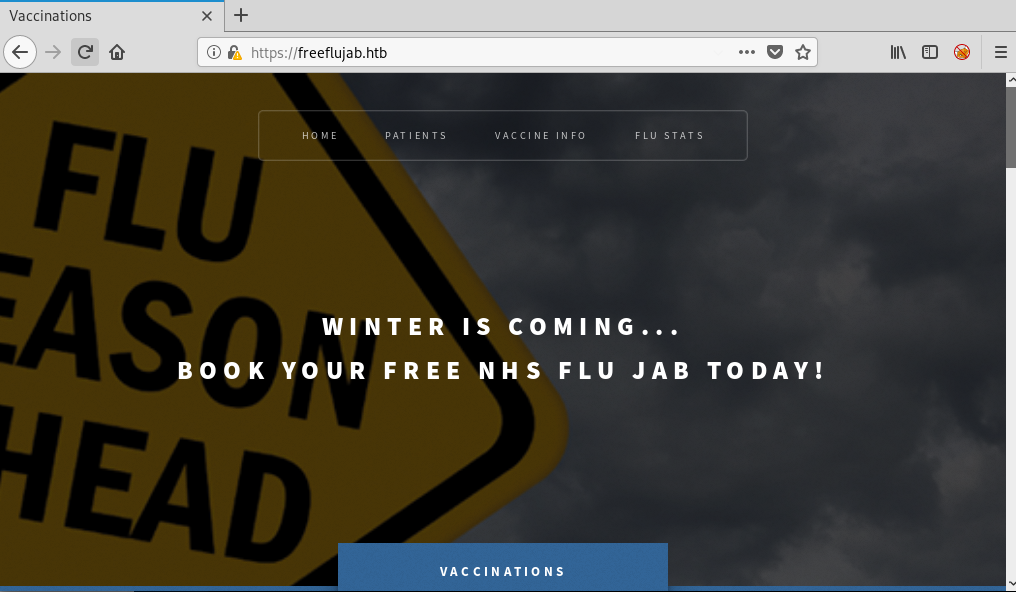 Vaccinations
https://freeflujab.htb
HOME PATIENTS VACCINE INFO FLU STATS
FLU
EASON
HEAD
WINTER IS COMING...
BOOK YOUR FREE NHS FLU JAB TODAY!
VACCINATIONS